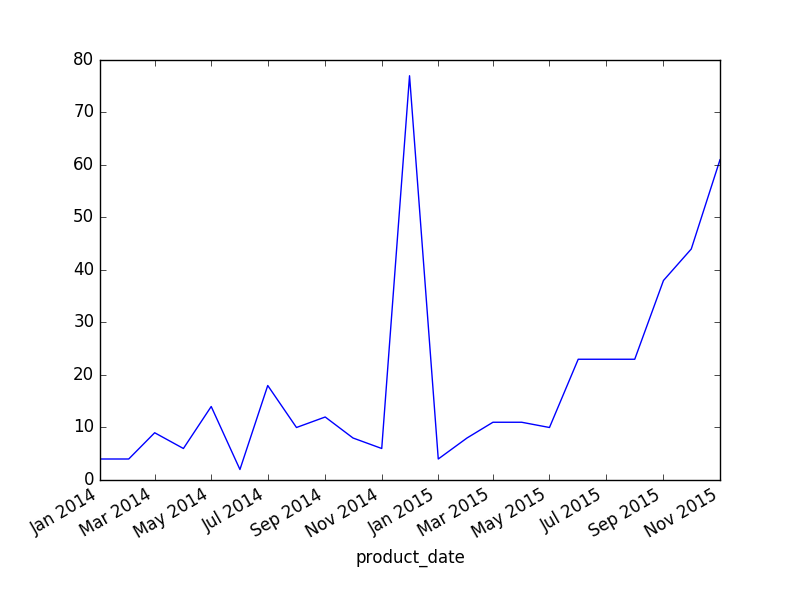 80
70
60
50
40
30
20
10
0
Jan 2014
Mar 2014
May 2014
Jul 2014
Sep 2014
Nov 2014
Jan 2015
Mar 2015
May 2015
Jul 2015
Sep 2015
Nov 2015
product_date